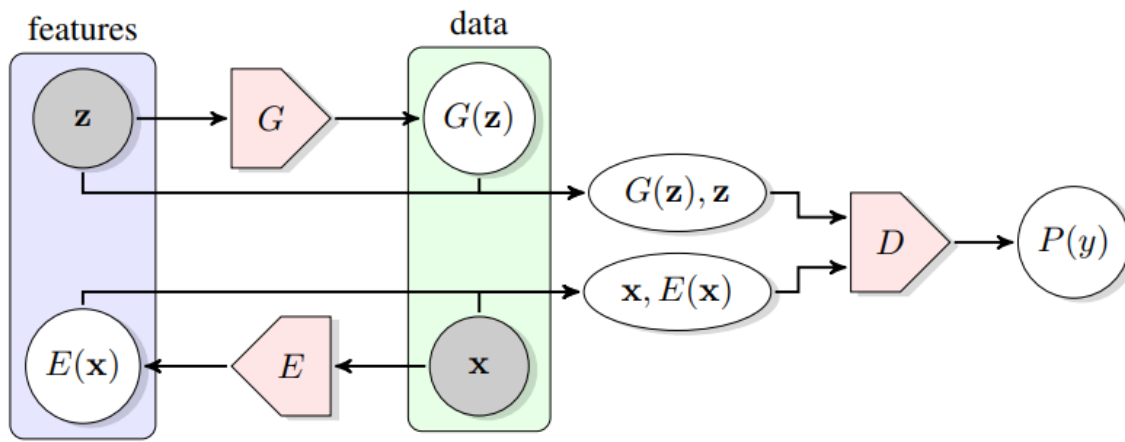 features
data
z
G
G(z)
G(z), z
D
P(y)
x, E(x)
E(x)
E
x